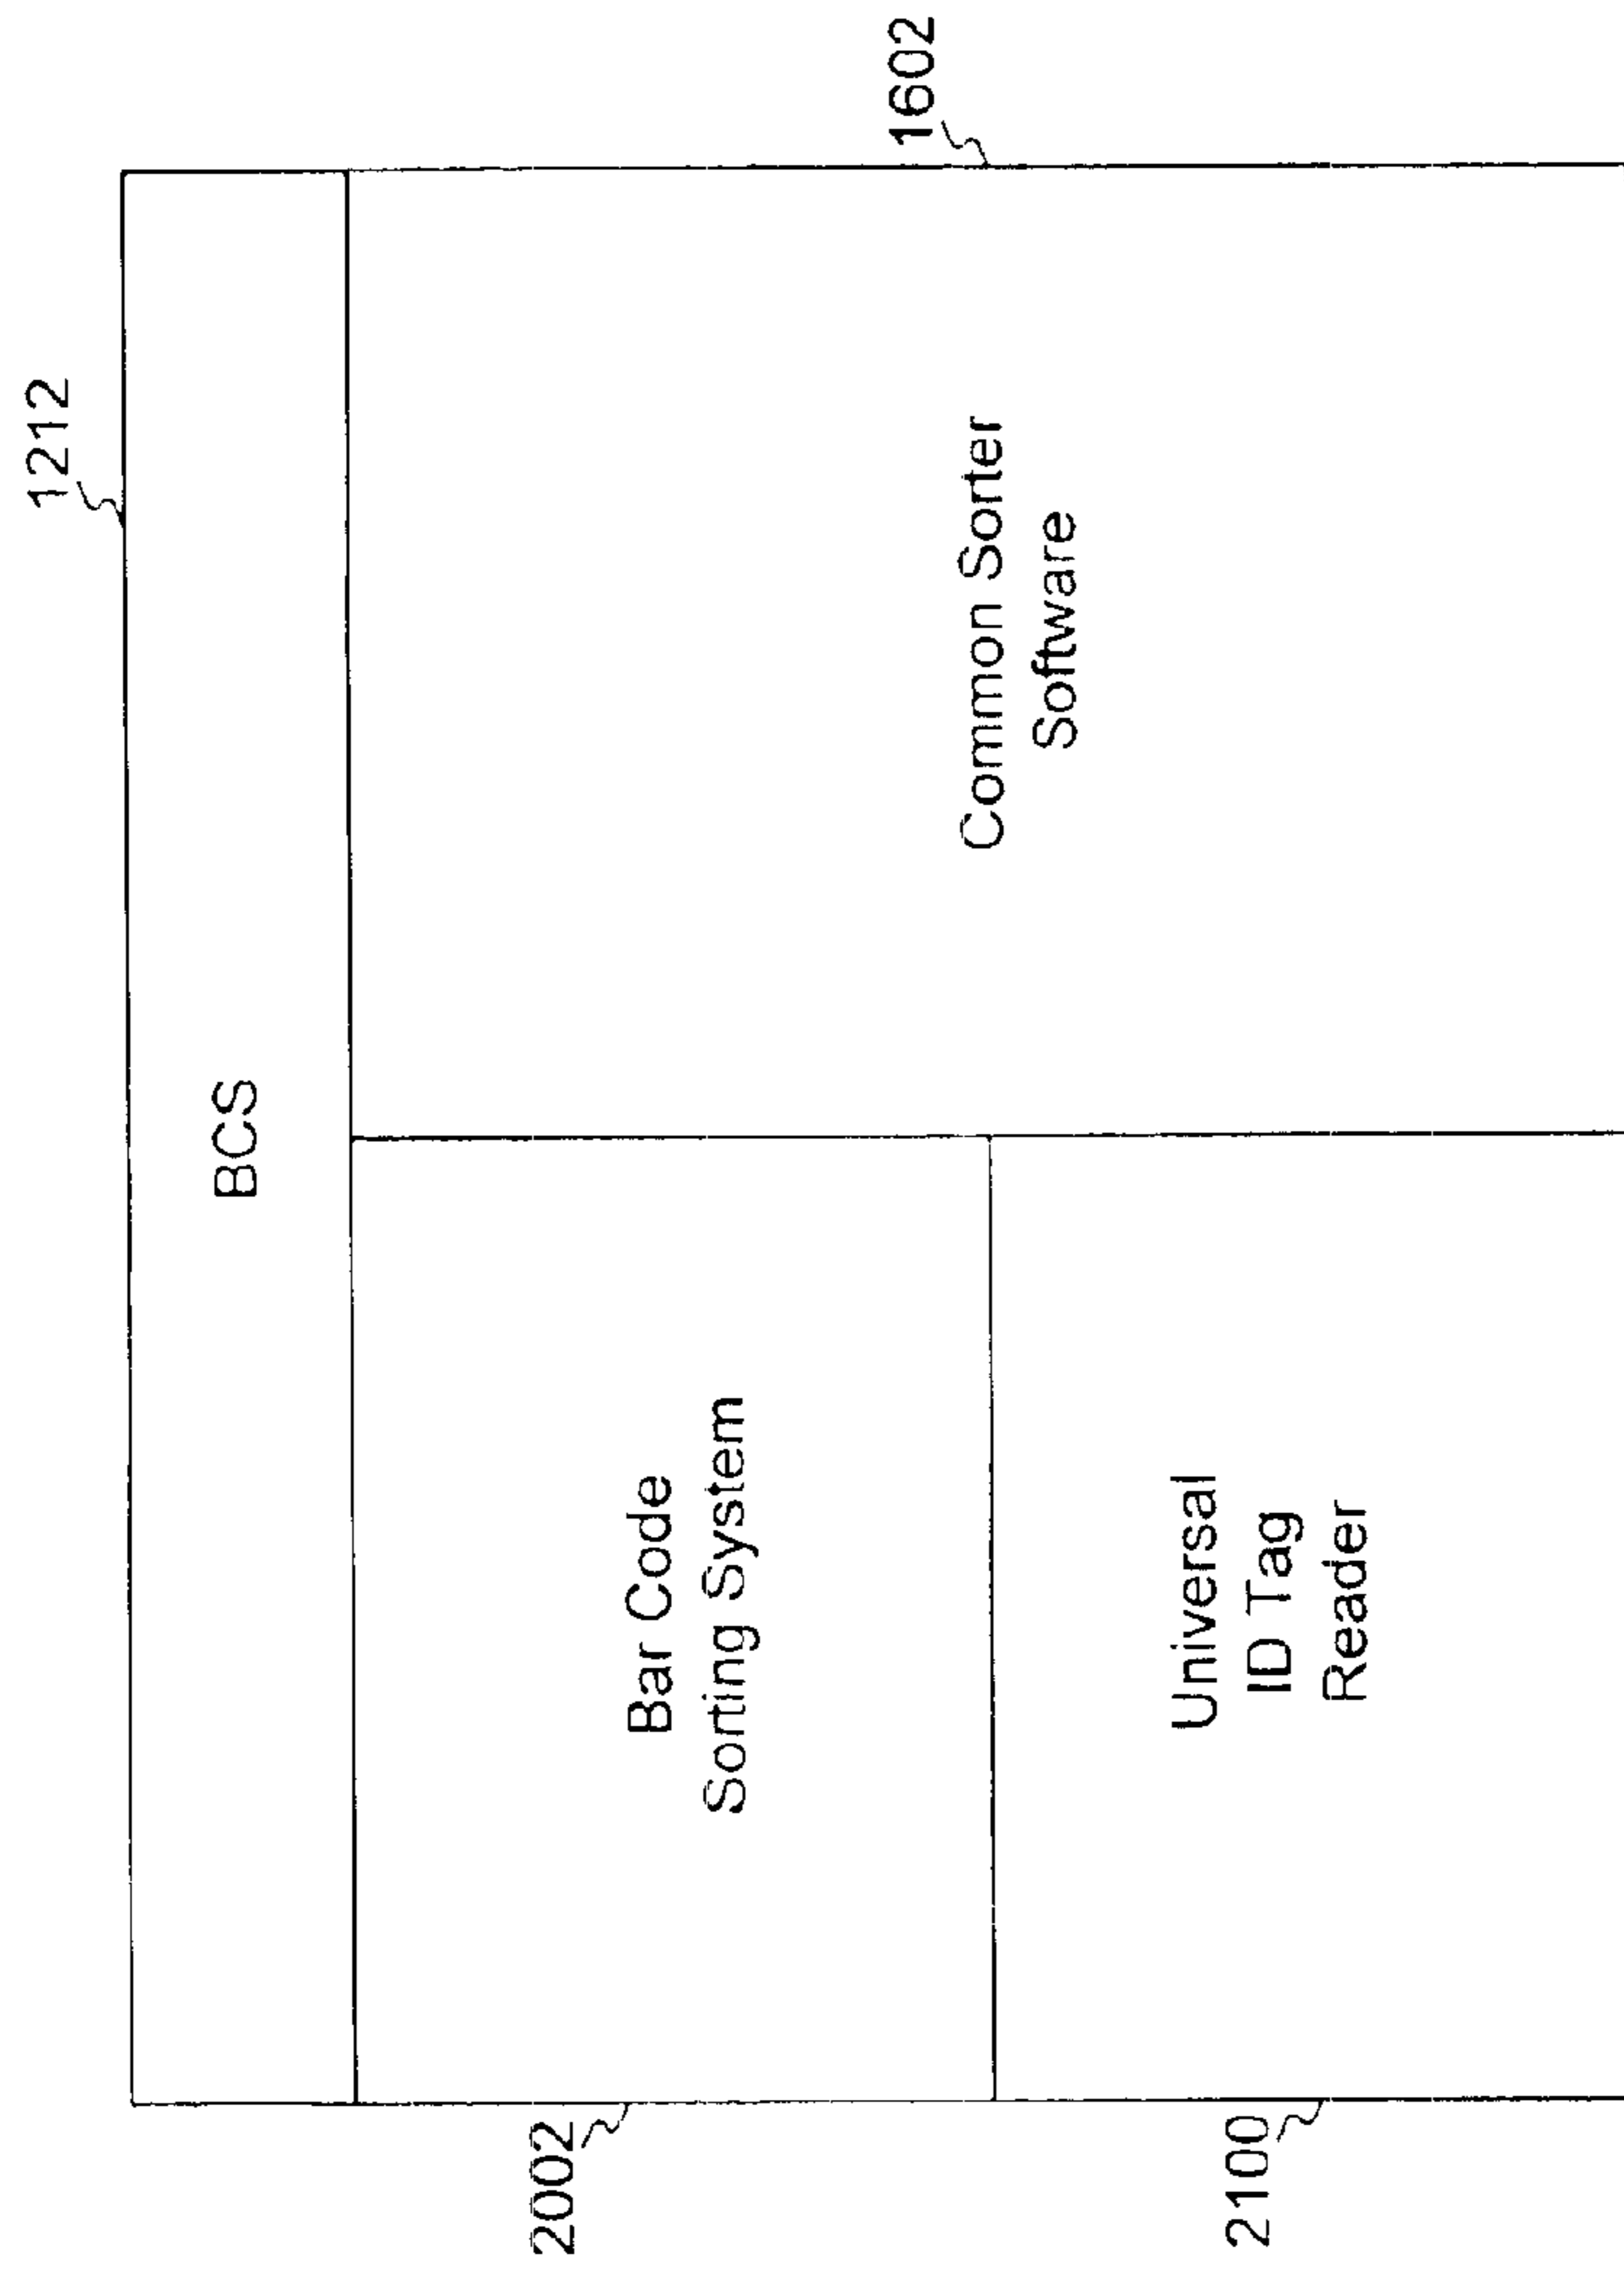 1212
BCS
2002
Bar Code
Sorting System
Common Sorter
Software
1602
2100
Universal
ID Tag
Reader